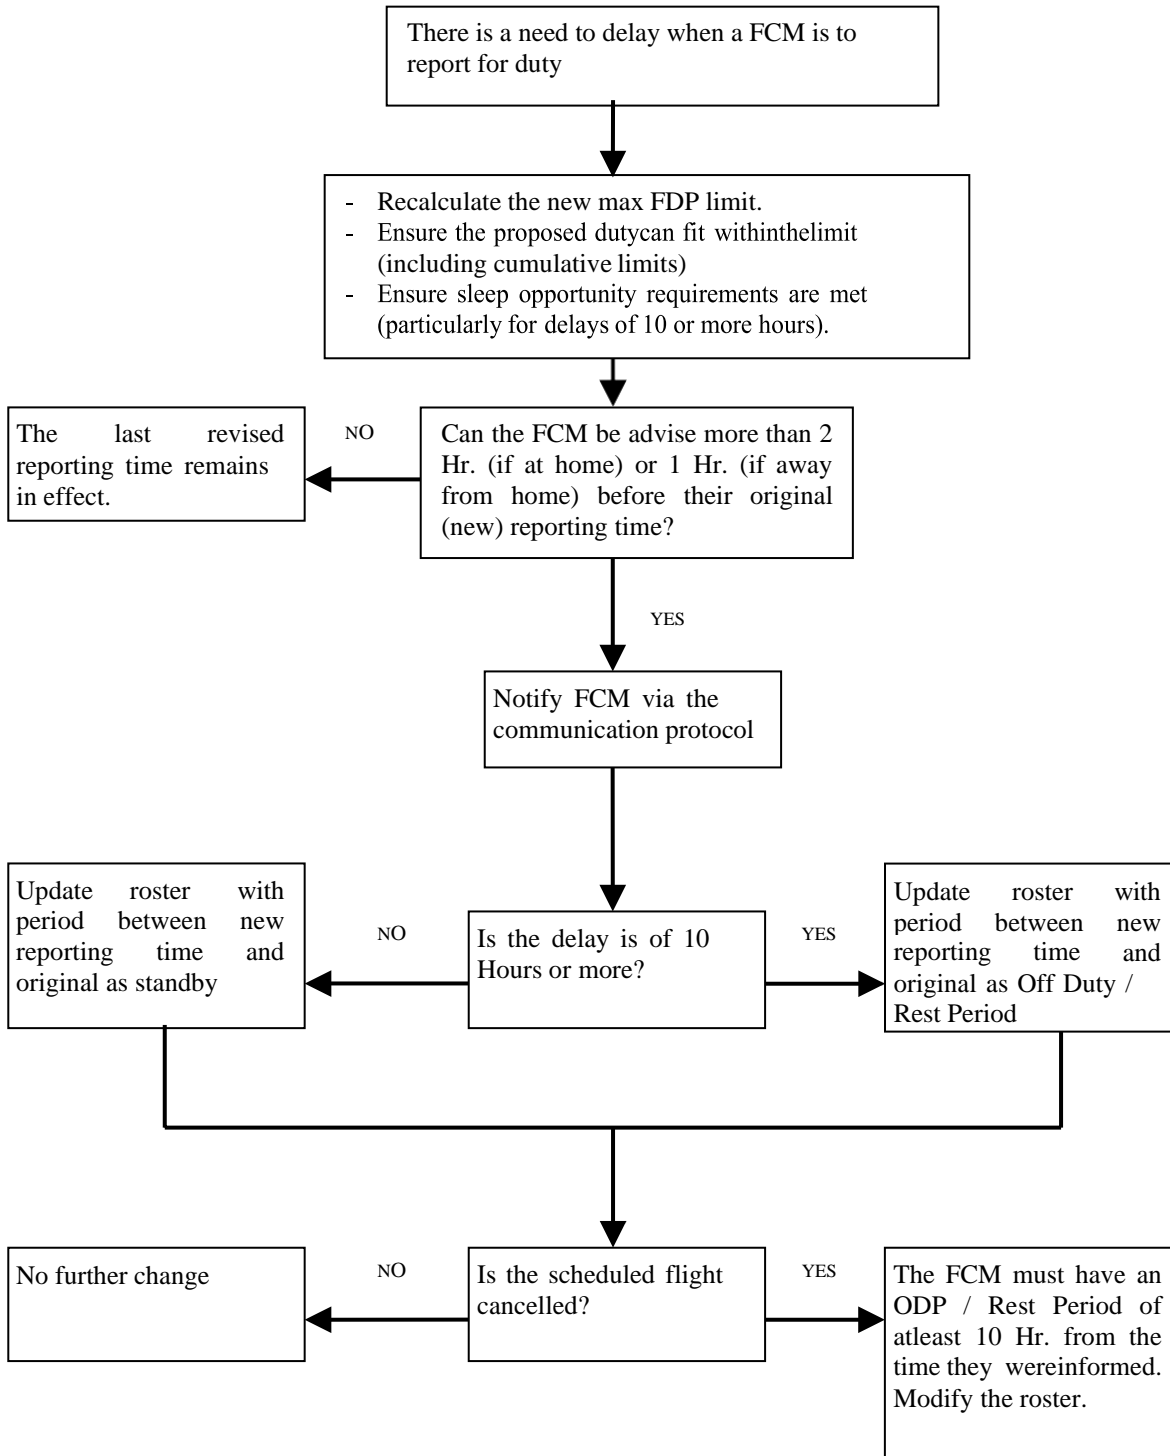 There is a need to delay when a FCM is to
report for duty
- Recalculate the new max FDP limit.
- Ensure the proposed dutycan fit withinthelimit
(including cumulative limits)
- Ensure sleep opportunity requirements are met
(particularly for delays of 10 or more hours).
The last revised
reporting time remains
in effect.
NO
Can the FCM be advise more than 2
Hr. (if at home) or 1 Hr. (if away
from home) before their original
(new) reporting time?
YES
Notify FCM via the
communication protocol
Update roster with
period between new
reporting time and
original as standby
NO
Is the delay is of 10
Hours or more?
YES
Update roster with
period between new
reporting time and
original as Off Duty /
Rest Period
No further change
NO
Is the scheduled flight
cancelled?
YES
The FCM must have an
ODP / Rest Period of
atleast 10 Hr. from the
time they wereinformed.
Modify the roster.